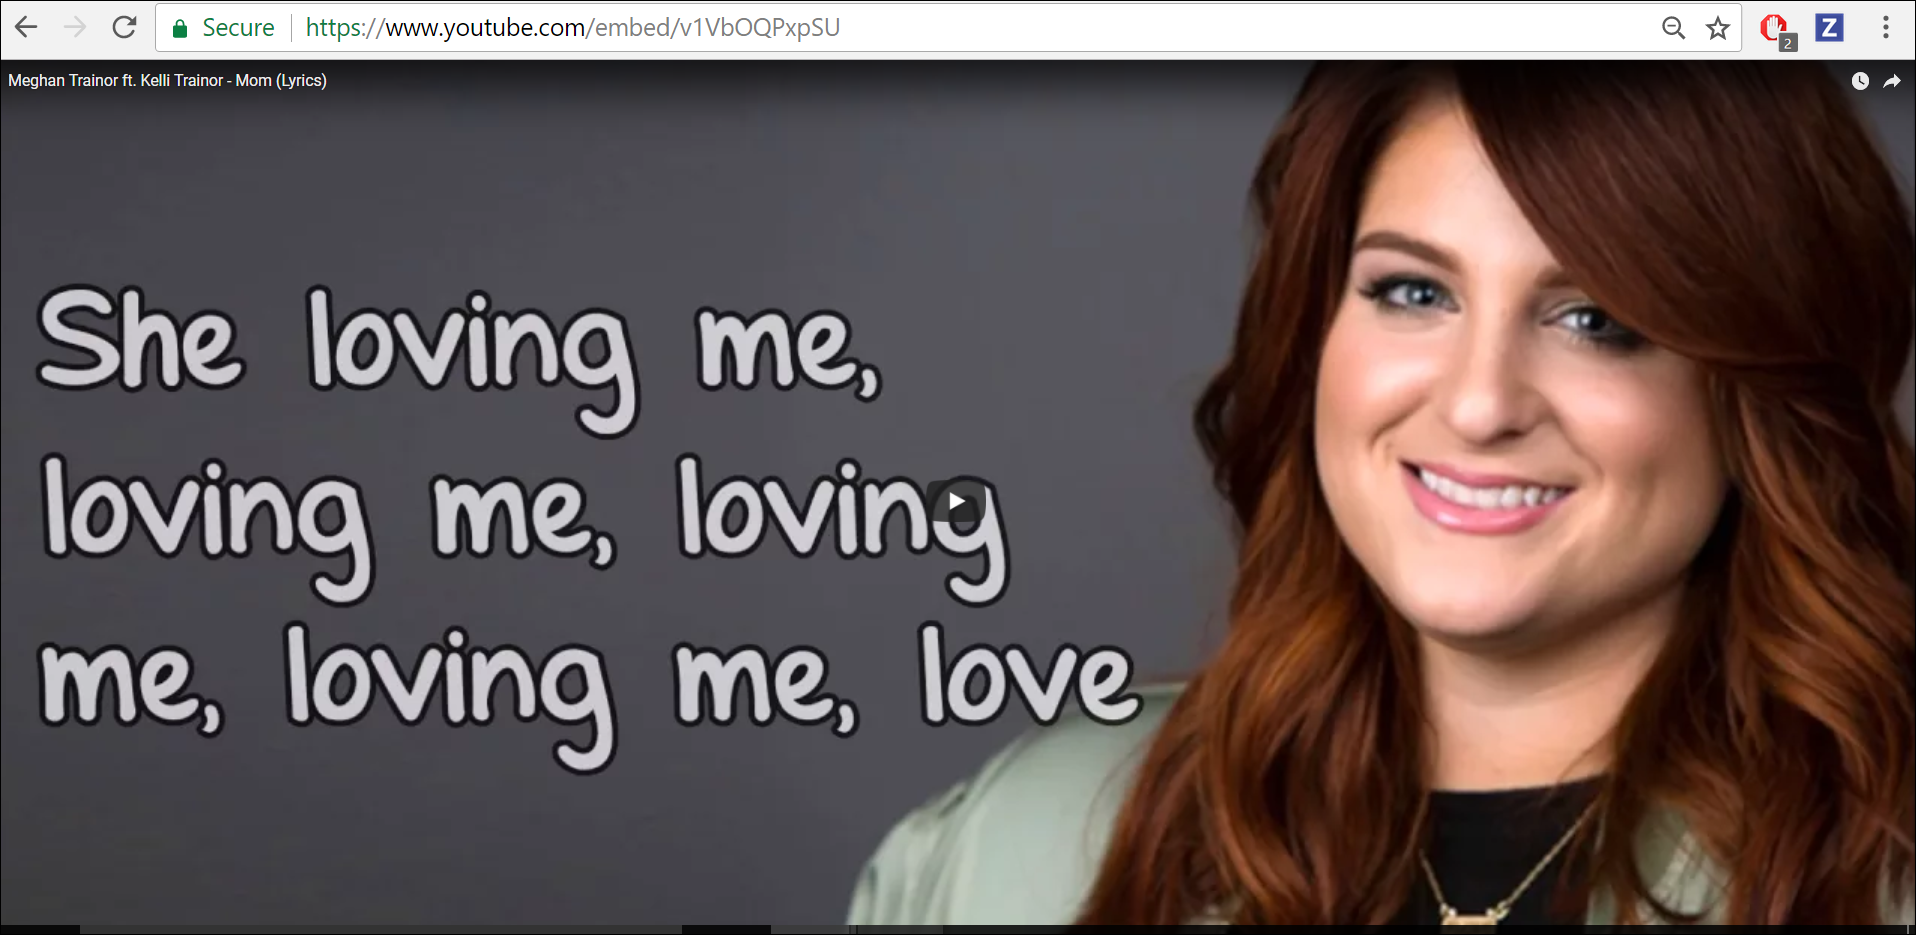 Secure
https://www.youtube.com/embed/v1VbOQPxpSU
2
Z
Meghan Trainor ft. Kelli Trainor - Mom (Lyrics)
She loving me,
loving me, loving
me, loving me, love